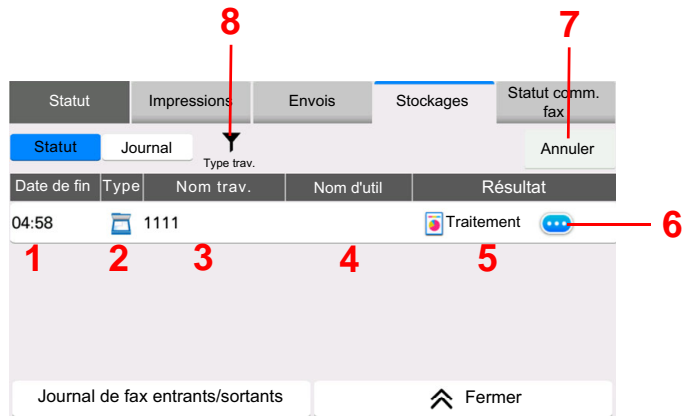 8 7
Statut Impressions Envois Stockages Statut comm. fax
Statut Journal Type trav. Annuler
Date de fin Type Nom trav. Nom d'util Résultat
04:58 1111 Traitement 6
1 2 3 4 5
Journal de fax entrants/sortants Fermer